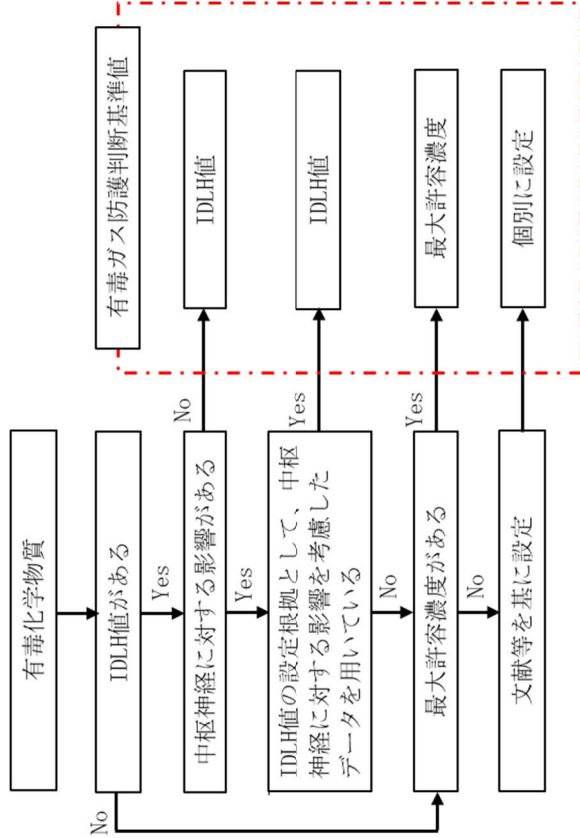 有毒化学物質
有毒ガス防護判断基準値
IDLH値がある
No
Yes
中枢神経に対する影響がある
No
IDLH値
Yes
IDLH値の設定根拠として、中枢
神経に対する影響を考慮した
データを用いている
Yes
IDLH値
No
最大許容濃度がある
Yes
最大許容濃度
No
文献等を基に設定
個別に設定